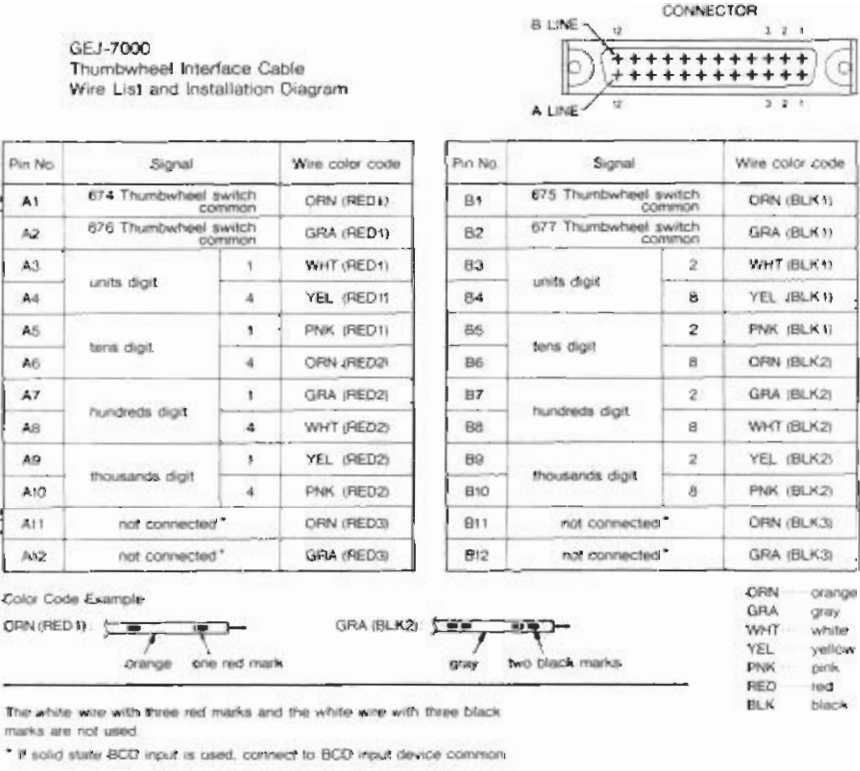 CONNECTOR
B LINE
12 3 2 1
GEJ-7000
Thumbwheel Interface Cable
Wire List and Installation Diagram
A LINE
12 3 2 1
Pin No. Signal Wire color code
A1 674 Thumbwheel switch common ORN (RED1)
A2 676 Thumbwheel switch common GRA (RED1)
A3 units digit 1 WHT (RED1)
A4 4 YEL (RED1)
A5 tens digit 1 PNK (RED1)
A6 4 ORN (RED2)
A7 hundreds digit 1 GRA (RED2)
A8 4 WHT (RED2)
A9 thousands digit 1 YEL (RED2)
A10 4 PNK (RED2)
A11 not connected* ORN (RED3)
A12 not connected* GRA (RED3)
Pin No. Signal Wire color code
B1 675 Thumbwheel switch common ORN (BLK1)
B2 677 Thumbwheel switch common GRA (BLK1)
B3 units digit 2 WHT (BLK1)
B4 8 YEL (BLK1)
B5 tens digit 2 PNK (BLK1)
B6 8 ORN (BLK2)
B7 hundreds digit 2 GRA (BLK2)
B8 8 WHT (BLK2)
B9 thousands digit 2 YEL (BLK2)
B10 8 PNK (BLK2)
B11 not connected* ORN (BLK3)
B12 not connected* GRA (BLK3)
Color Code Example
ORN (RED1): GRA (BLK2):
orange one red mark gray two black marks
ORN orange
GRA gray
WHT white
YEL yellow
PNK pink
RED red
BLK black
The white wire with three red marks and the white wire with three black
marks are not used.
* If solid state BCD input is used, connect to BCD input device common.